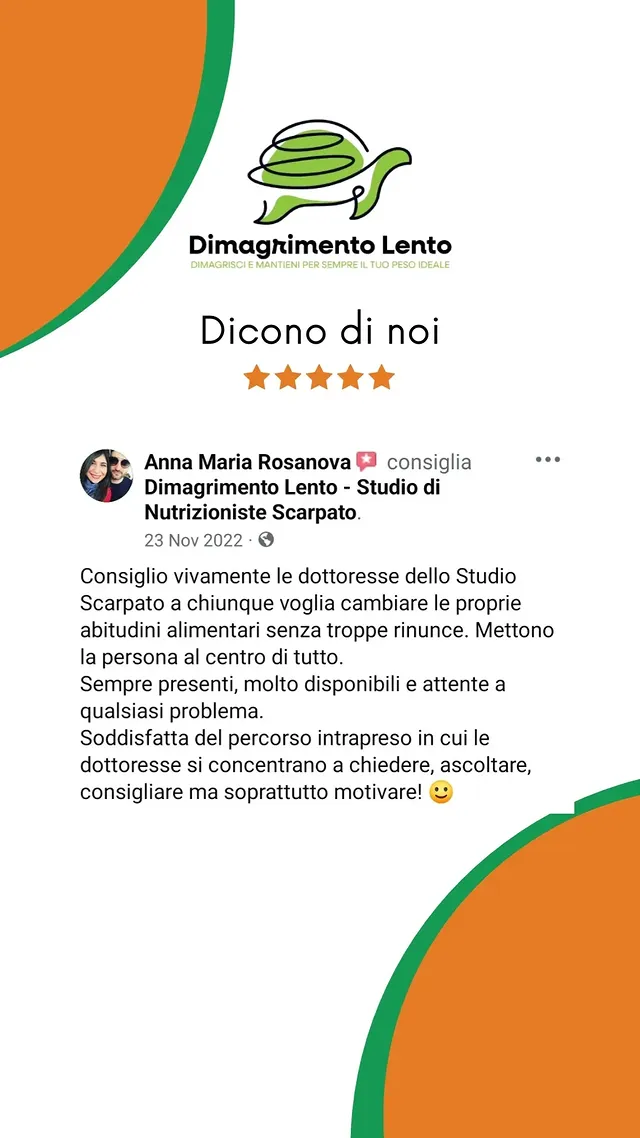 Dimagrimento Lento
DIMAGRISCI E MANTIENI PER SEMPRE IL TUO PESO IDEALE
Dicono di noi
Anna Maria Rosanova consiglia
Dimagrimento Lento - Studio di
Nutrizioniste Scarpato.
23 Nov 2022 ·
Consiglio vivamente le dottoresse dello Studio
Scarpato a chiunque voglia cambiare le proprie
abitudini alimentari senza troppe rinunce. Mettono
la persona al centro di tutto.
Sempre presenti, molto disponibili e attente a
qualsiasi problema.
Soddisfatta del percorso intrapreso in cui le
dottoresse si concentrano a chiedere, ascoltare,
consigliare ma soprattutto motivare! 🙂